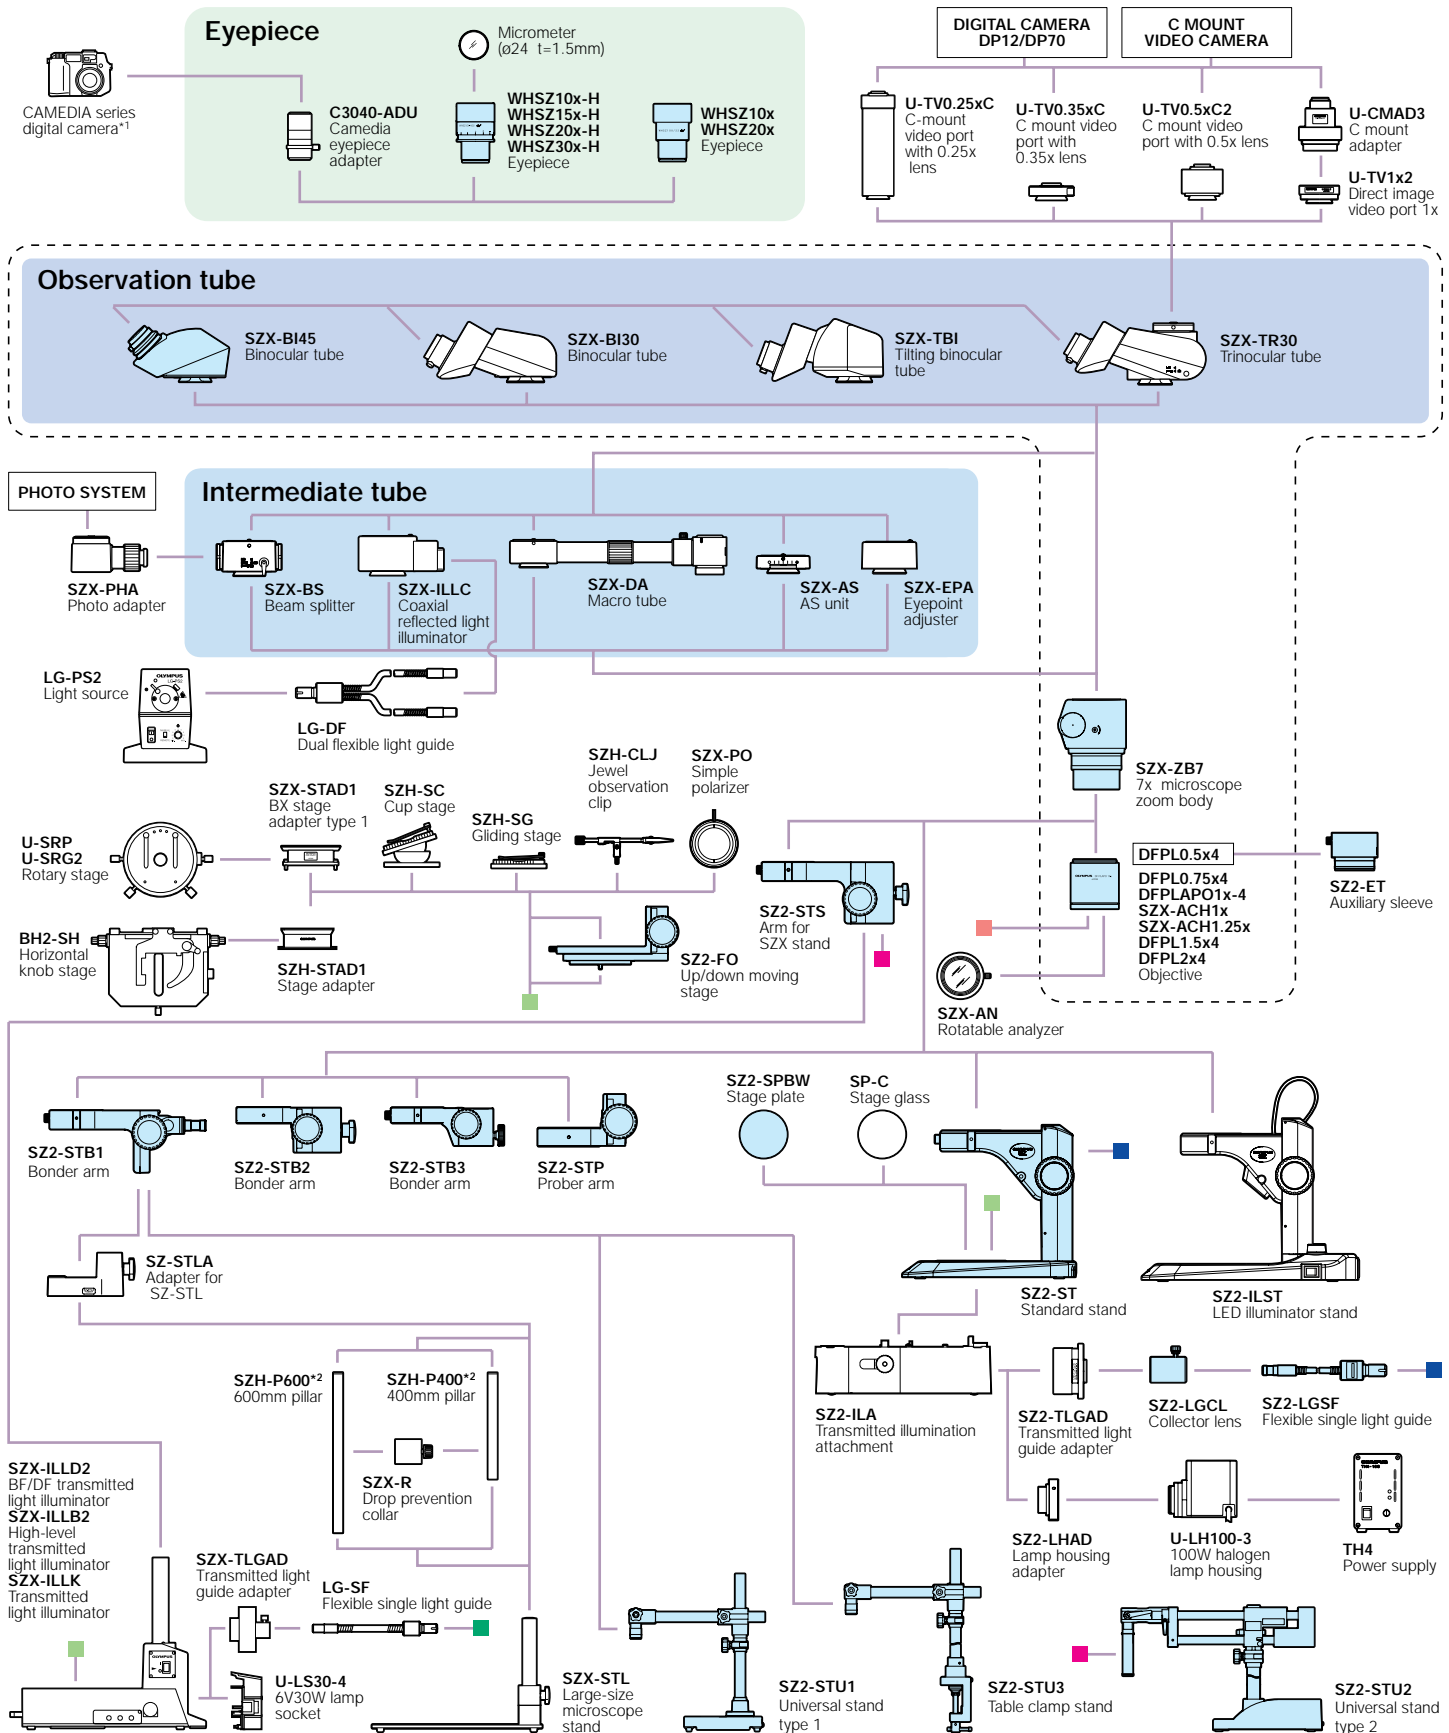 Eyepiece
Micrometer
(ø24 t=1.5mm)
CAMEDIA series
digital camera*1
C3040-ADU
Camedia
eyepiece
adapter
WHSZ10x-H
WHSZ15x-H
WHSZ20x-H
WHSZ30x-H
Eyepiece
WHSZ10x
WHSZ20x
Eyepiece
DIGITAL CAMERA
DP12/DP70
C MOUNT
VIDEO CAMERA
U-TV0.25xC
C-mount
video port
with 0.25x
lens
U-TV0.35xC
C mount video
port with
0.35x lens
U-TV0.5xC2
C mount video
port with 0.5x lens
U-CMAD3
C mount
adapter
U-TV1x2
Direct image
video port 1x
Observation tube
SZX-BI45
Binocular tube
SZX-BI30
Binocular tube
SZX-TBI
Tilting binocular
tube
SZX-TR30
Trinocular tube
PHOTO SYSTEM
Intermediate tube
SZX-PHA
Photo adapter
SZX-BS
Beam splitter
SZX-ILLC
Coaxial
reflected light
illuminator
SZX-DA
Macro tube
SZX-AS
AS unit
SZX-EPA
Eyepoint
adjuster
LG-PS2
Light source
OLYMPUS
LG-PS2
LG-DF
Dual flexible light guide
SZX-ZB7
7x microscope
zoom body
U-SRP
U-SRG2
Rotary stage
SZX-STAD1
BX stage
adapter type 1
SZH-SC
Cup stage
SZH-SG
Gliding stage
SZH-CLJ
Jewel
observation
clip
SZX-PO
Simple
polarizer
BH2-SH
Horizontal
knob stage
SZH-STAD1
Stage adapter
SZ2-FO
Up/down moving
stage
SZ2-STS
Arm for
SZX stand
DFPL0.5x4
DFPL0.75x4
DFPLAPO1x-4
SZX-ACH1x
SZX-ACH1.25x
DFPL1.5x4
DFPL2x4
Objective
SZ2-ET
Auxiliary sleeve
SZX-AN
Rotatable analyzer
SZ2-STB1
Bonder arm
SZ2-STB2
Bonder arm
SZ2-STB3
Bonder arm
SZ2-STP
Prober arm
SZ2-SPBW
Stage plate
SP-C
Stage glass
SZ2-ST
Standard stand
SZ2-ILST
LED illuminator stand
SZ-STLA
Adapter for
SZ-STL
SZH-P600*2
600mm pillar
SZH-P400*2
400mm pillar
SZX-R
Drop prevention
collar
SZ2-ILA
Transmitted illumination
attachment
SZ2-TLGAD
Transmitted light
guide adapter
SZ2-LGCL
Collector lens
SZ2-LGSF
Flexible single light guide
SZ2-LHAD
Lamp housing
adapter
U-LH100-3
100W halogen
lamp housing
TH4
Power supply
SZX-ILLD2
BF/DF transmitted
light illuminator
SZX-ILLB2
High-level
transmitted
light illuminator
SZX-ILLK
Transmitted
light illuminator
SZX-TLGAD
Transmitted light
guide adapter
LG-SF
Flexible single light guide
U-LS30-4
6V30W lamp
socket
SZX-STL
Large-size
microscope
stand
SZ2-STU1
Universal stand
type 1
SZ2-STU3
Table clamp stand
SZ2-STU2
Universal stand
type 2